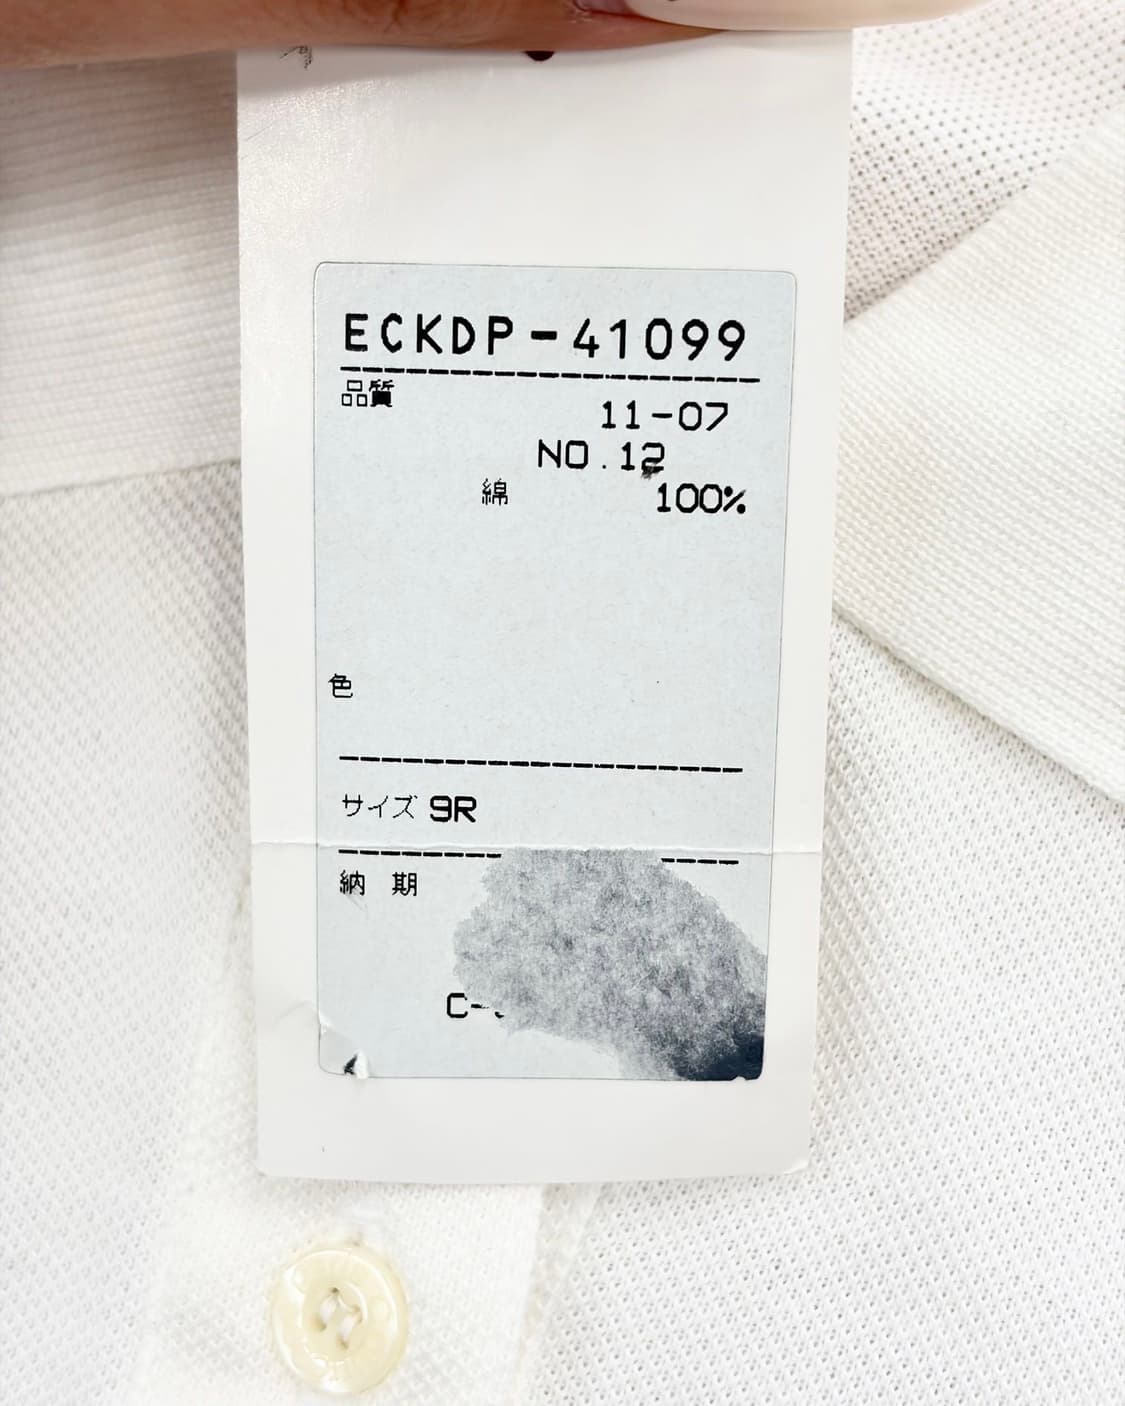 ECKDP-41099
品質
11-07
NO.12
綿 100%
色
サイズ 9R
納 期
C-